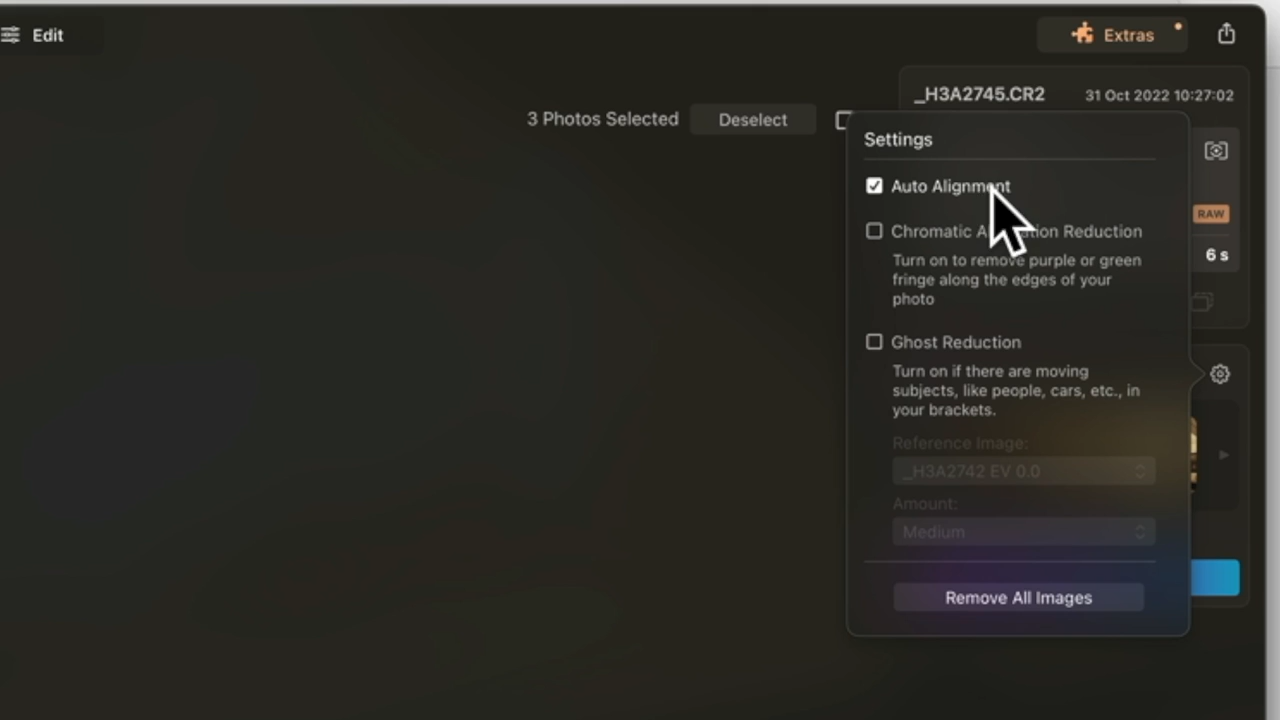 Edit
Extras
_H3A2745.CR2
31 Oct 2022 10:27:02
3 Photos Selected
Deselect
Settings
Auto Alignment
RAW
Chromatic Reduction
6 s
Turn on to remove purple or green
fringe along the edges of your
photo
Ghost Reduction
Turn on if there are moving
subjects, like people, cars, etc., in
your brackets.
Reference Image:
_H3A2742 EV 0.0
Amount:
Medium
Remove All Images